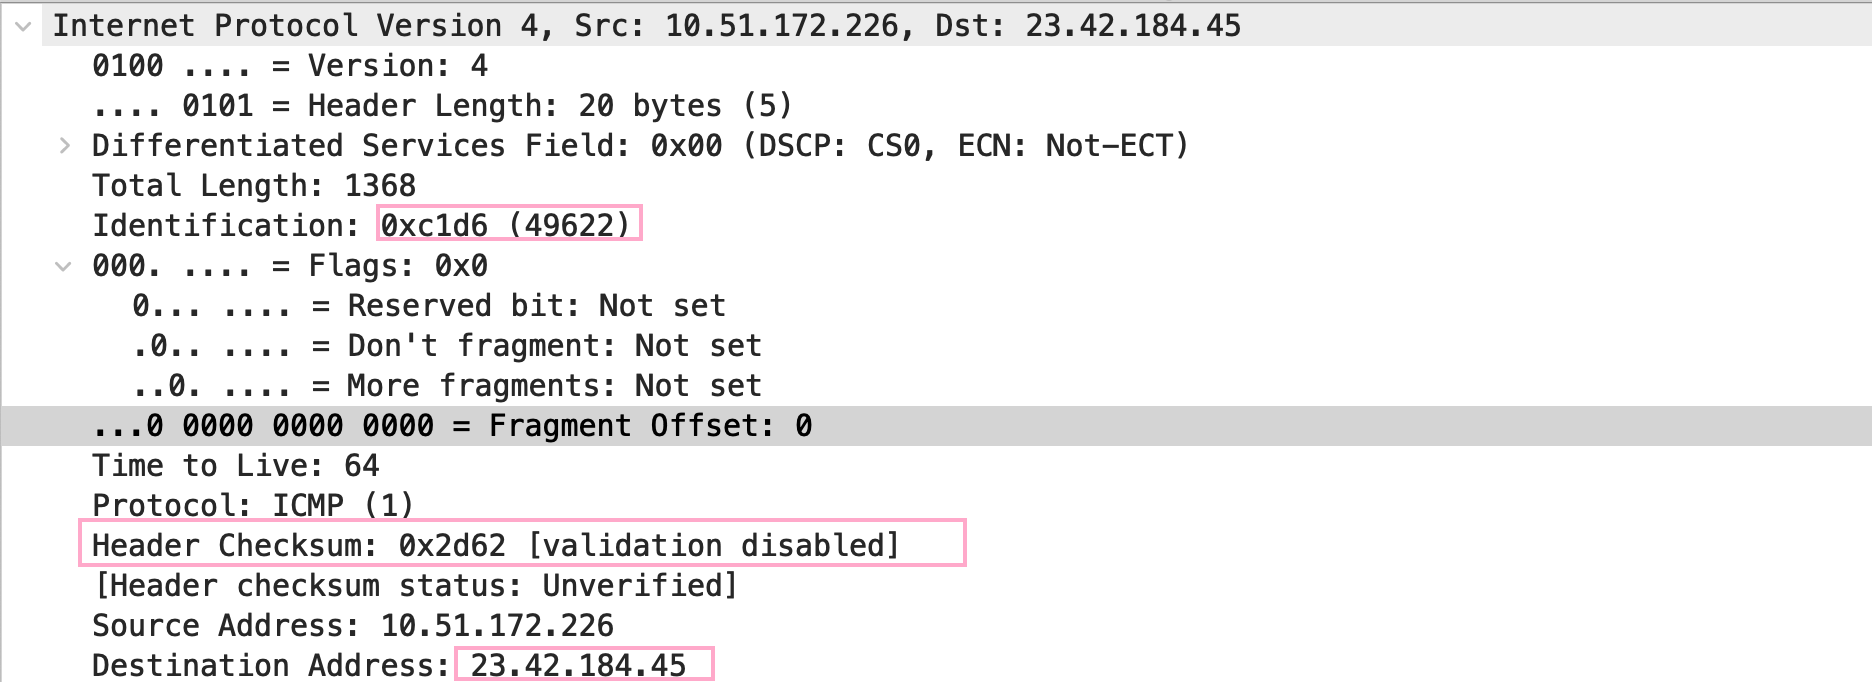 Internet Protocol Version 4, Src: 10.51.172.226, Dst: 23.42.184.45
0100 .... = Version: 4
.... 0101 = Header Length: 20 bytes (5)
Differentiated Services Field: 0x00 (DSCP: CS0, ECN: Not-ECT)
Total Length: 1368
Identification: 0xc1d6 (49622)
000. .... = Flags: 0x0
0... .... = Reserved bit: Not set
.0.. .... = Don't fragment: Not set
..0. .... = More fragments: Not set
...0 0000 0000 0000 = Fragment Offset: 0
Time to Live: 64
Protocol: ICMP (1)
Header Checksum: 0x2d62 [validation disabled]
[Header checksum status: Unverified]
Source Address: 10.51.172.226
Destination Address: 23.42.184.45